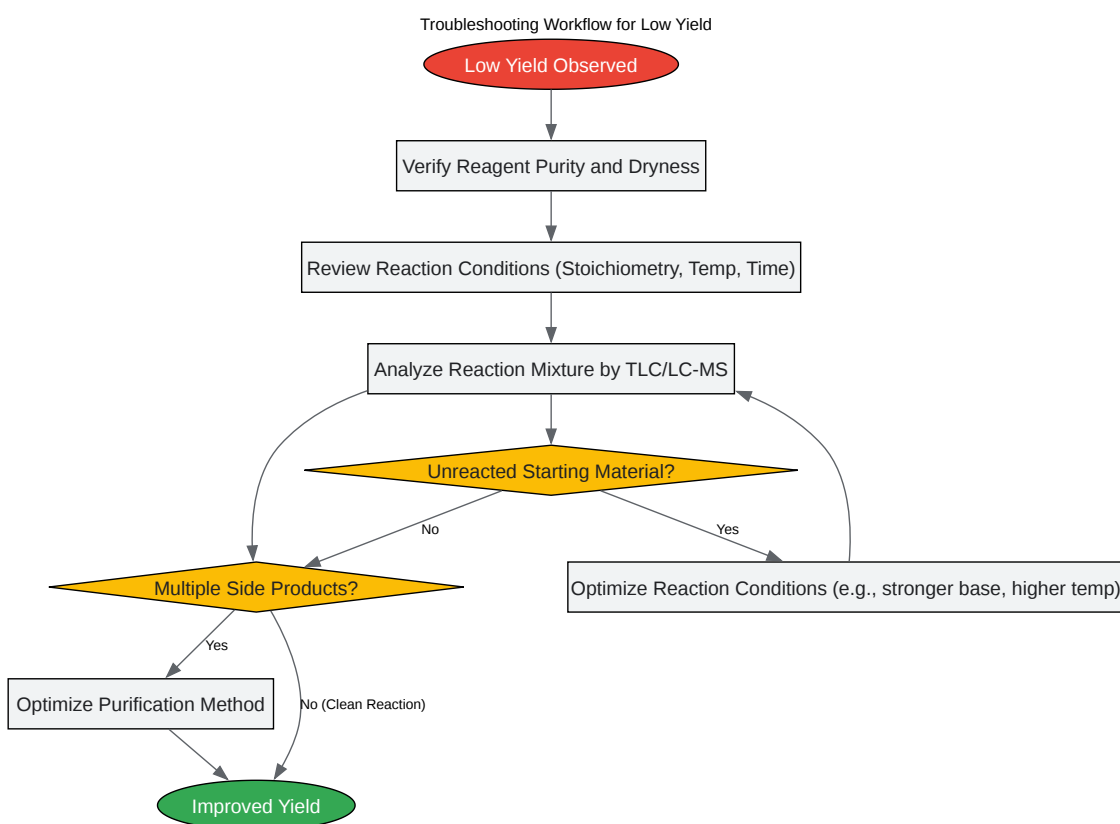 Troubleshooting Workflow for Low Yield
Low Yield Observed
Verify Reagent Purity and Dryness
Review Reaction Conditions (Stoichiometry, Temp, Time)
Analyze Reaction Mixture by TLC/LC-MS
Unreacted Starting Material?
No
Yes
Multiple Side Products?
Optimize Reaction Conditions (e.g., stronger base, higher temp)
Yes
Optimize Purification Method
No (Clean Reaction)
Improved Yield